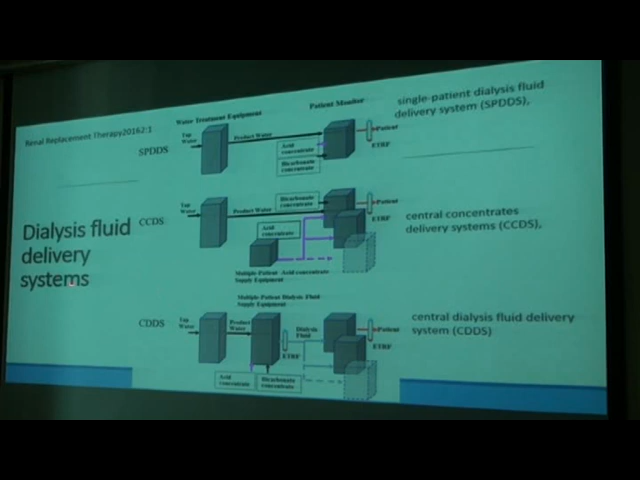 Renal Replacement Therapy20162:1
Dialysis fluid
delivery
systems
Water Treatment Equipment
Patient Monitor
SPDDS
Tap
Water
Product Water
Acid
concentrate
Bicarbonate
concentrate
Patient
ETRF
single-patient dialysis fluid
delivery system (SPDDS),
CCDS
Tap
Water
Product Water
Bicarbonate
concentrate
Acid
concentrate
Patient
ETRF
Multiple Patient Acid concentrate
Supply Equipment
central concentrates
delivery systems (CCDS),
Multiple Patient Dialysis Fluid
Supply Equipment
CDDS
Tap
Water
Product
Water
Dialysis
Fluid
ETRF
Patient
ETRF
Acid
concentrate
Bicarbonate
concentrate
central dialysis fluid delivery
system (CDDS)